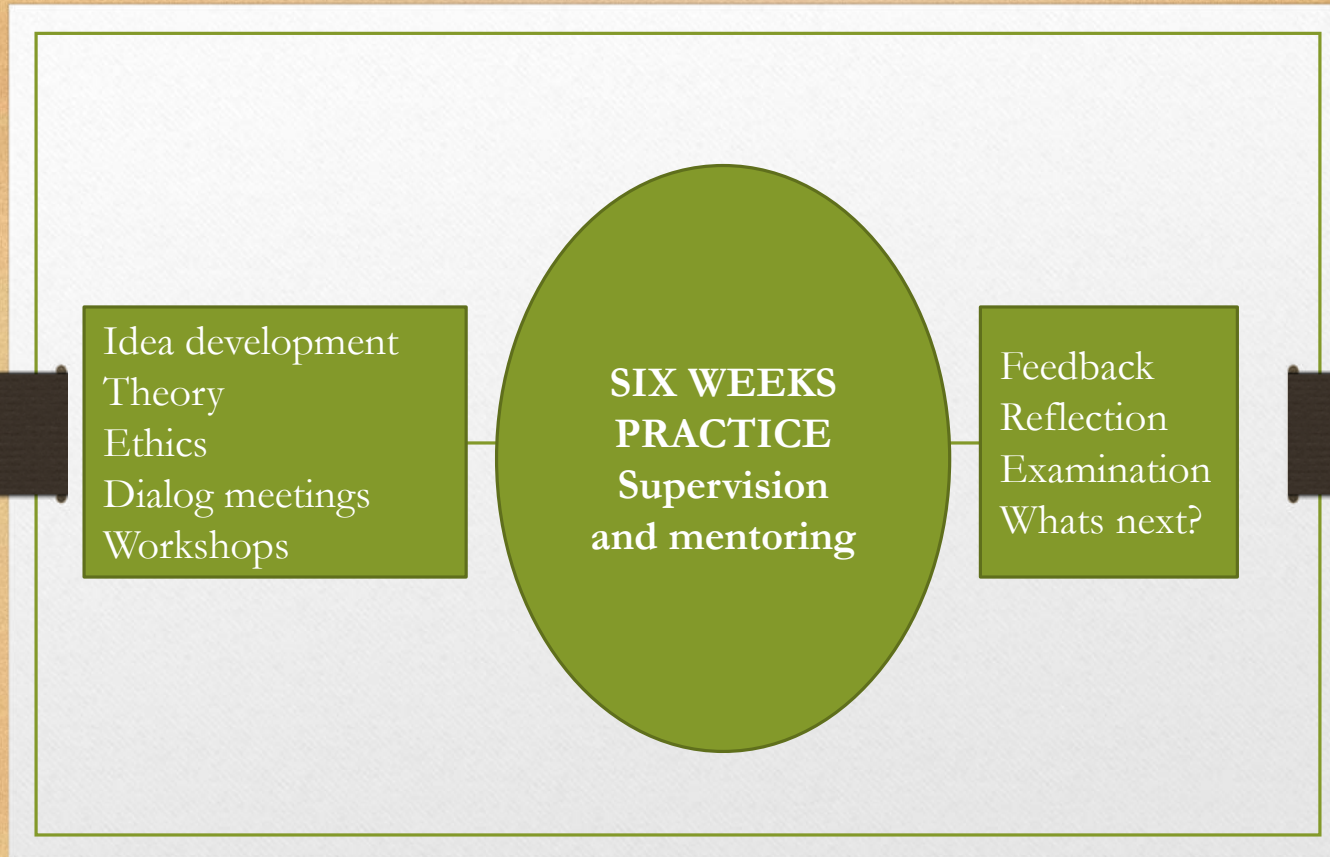 Idea development
Theory
Ethics
Dialog meetings
Workshops
SIX WEEKS
PRACTICE
Supervision
and mentoring
Feedback
Reflection
Examination
Whats next?